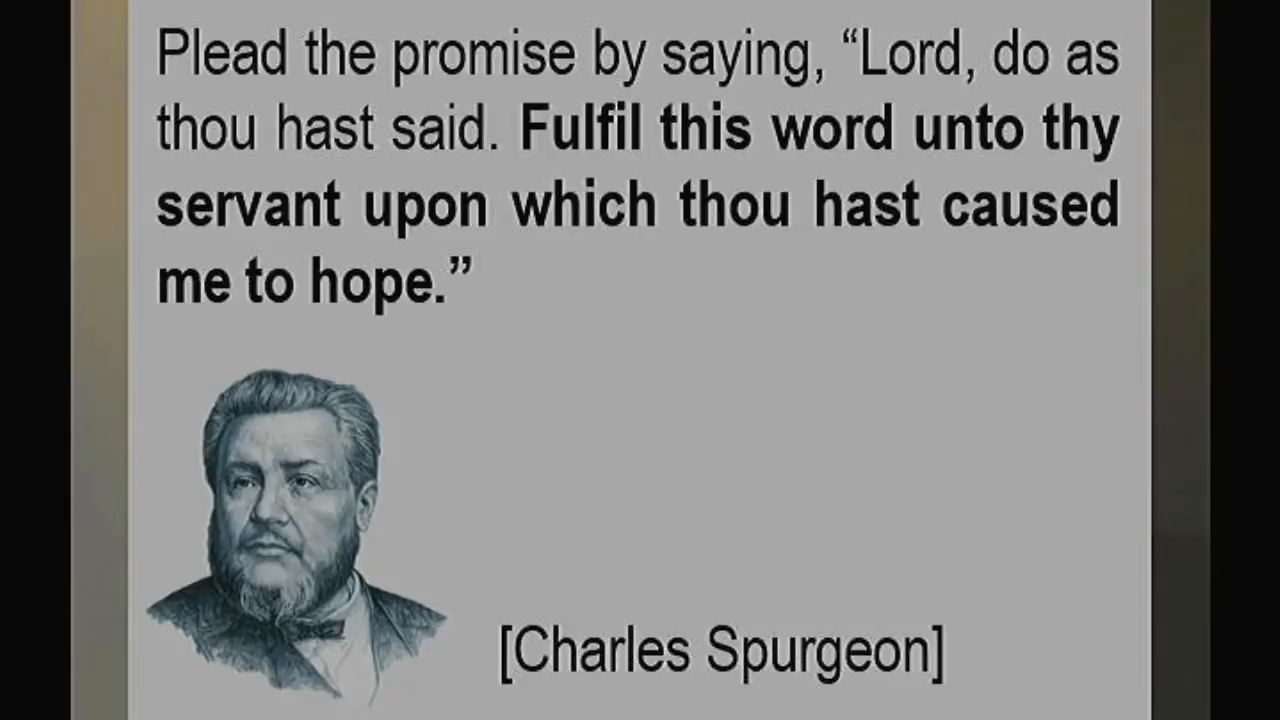 Plead the promise by saying, “Lord, do as
thou hast said. Fulfil this word unto thy
servant upon which thou hast caused
me to hope.”
[Charles Spurgeon]